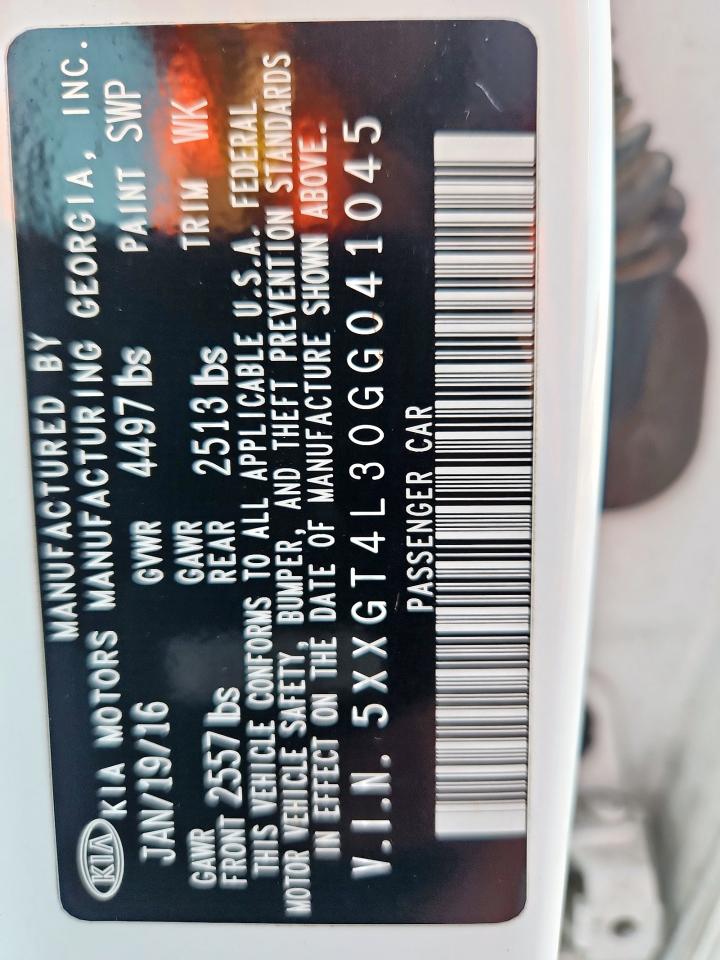 MANUFACTURED BY
KIA KIA MOTORS MANUFACTURING GEORGIA, INC.
JAN/19/16 GVWR 4497 lbs PAINT SWP
GAWR FRONT 2557 lbs GAWR REAR 2513 lbs TRIM WK
THIS VEHICLE CONFORMS TO ALL APPLICABLE U.S.A. FEDERAL
MOTOR VEHICLE SAFETY, BUMPER, AND THEFT PREVENTION STANDARDS
IN EFFECT ON THE DATE OF MANUFACTURE SHOWN ABOVE.
V.I.N. 5XXGT4L30GG041045
PASSENGER CAR